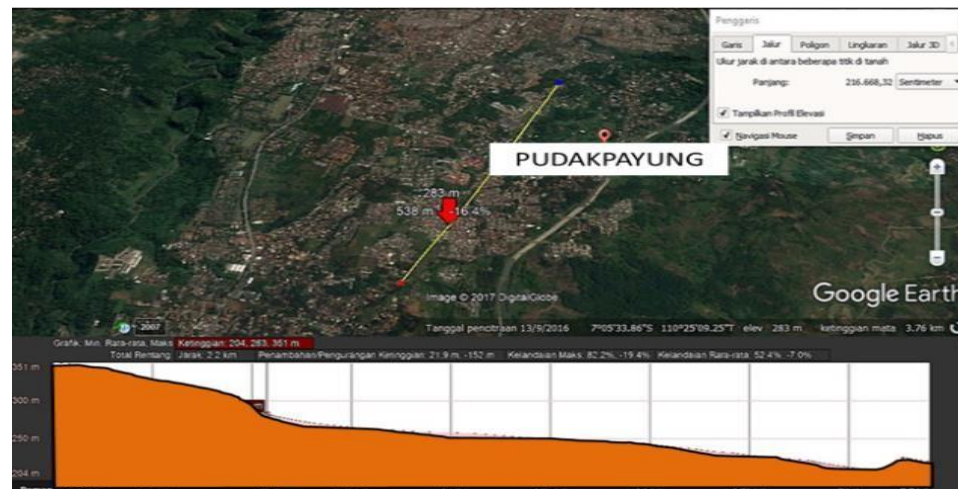 Penggaris
Garis Jalur Poligon Lingkaran Jalur 3D
Ukur jarak di antara beberapa titik di tanah
Panjang: 216.668,32 Sentimeter
Tampilkan Profil Elevasi
Navigasi Mouse Simpan Hapus
PUDAKPAYUNG
283 m
538 m -16.4%
Image © 2017 DigitalGlobe
Google Earth
2007
Tanggal pencitraan 13/9/2016 7°05'33.86"S 110°25'09.25"T elev 283 m ketinggian mata 3.76 km
Grafik: Min, Rara-rata, Maks Ketinggian: 204, 283, 351 m
Total Rentang Jarak: 2.2 km Penambahan/Pengurangan Ketinggian: 21.9 m, -152 m Kelandaian Maks: 82.2%, -19.4% Kelandaian Rara-rata: 52.4% -7.0%
351 m
300 m
250 m
204 m